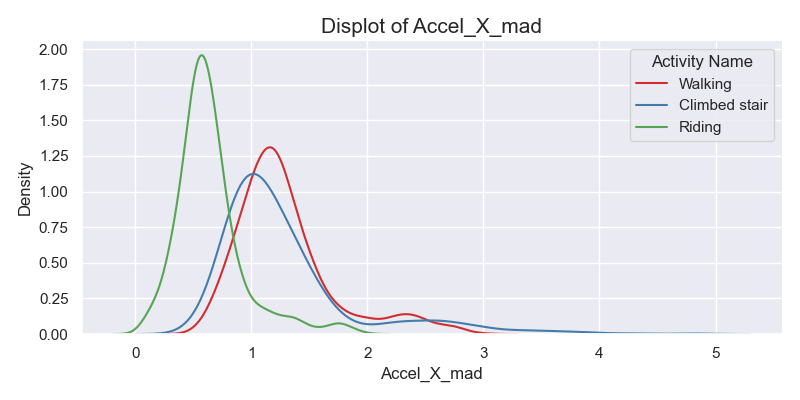 Displot of Accel_X_mad
Density
2.00
1.75
1.50
1.25
1.00
0.75
0.50
0.25
0.00
Activity Name
Walking
Climbed stair
Riding
0 1 2 3 4 5
Accel_X_mad